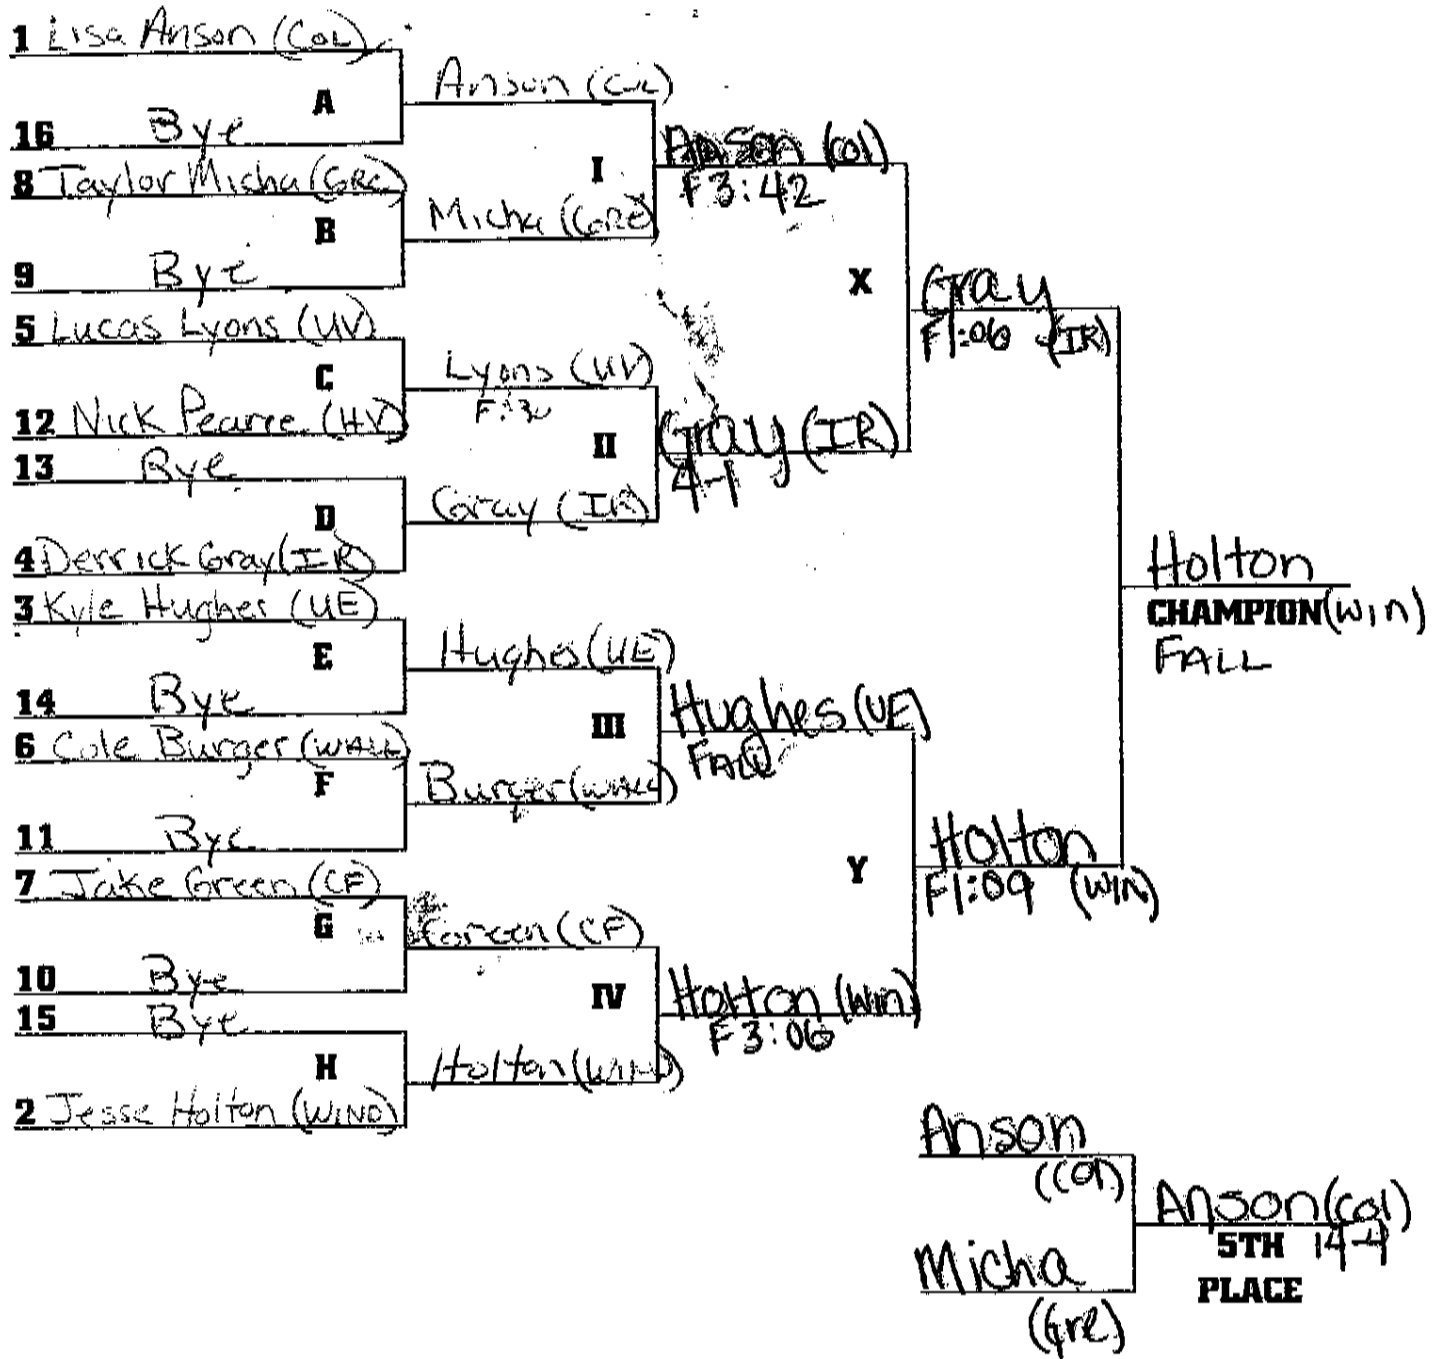 1 Lisa Anson (COL)
A
16 Bye
Anson (COL)
8 Taylor Micha (GRE)
B
9 Bye
Micha (GRE)
I
Anson (COL)
F3:42
5 Lucas Lyons (UV)
C
12 Nick Pearce (HV)
Lyons (UV)
13 Bye
D
4 Derrick Gray (IR)
Gray (IR)
II
Gray (IR)
4-1
X
Gray
F1:06 (IR)
3 Kyle Hughes (UE)
E
14 Bye
Hughes (UE)
6 Cole Burger (WALL)
F
11 Bye
Burger (WALL)
III
Hughes (UE)
FALL
7 Jake Green (CF)
G
10 Bye
Green (CF)
15 Bye
H
2 Jesse Holton (WIND)
Holton (WIND)
IV
Holton (Win)
F3:06
Y
Holton
F1:09 (WIN)
Holton
CHAMPION (WIN)
FALL
Anson
(Col)
Micha
(Gre)
Anson (Col)
5TH 14-4
PLACE